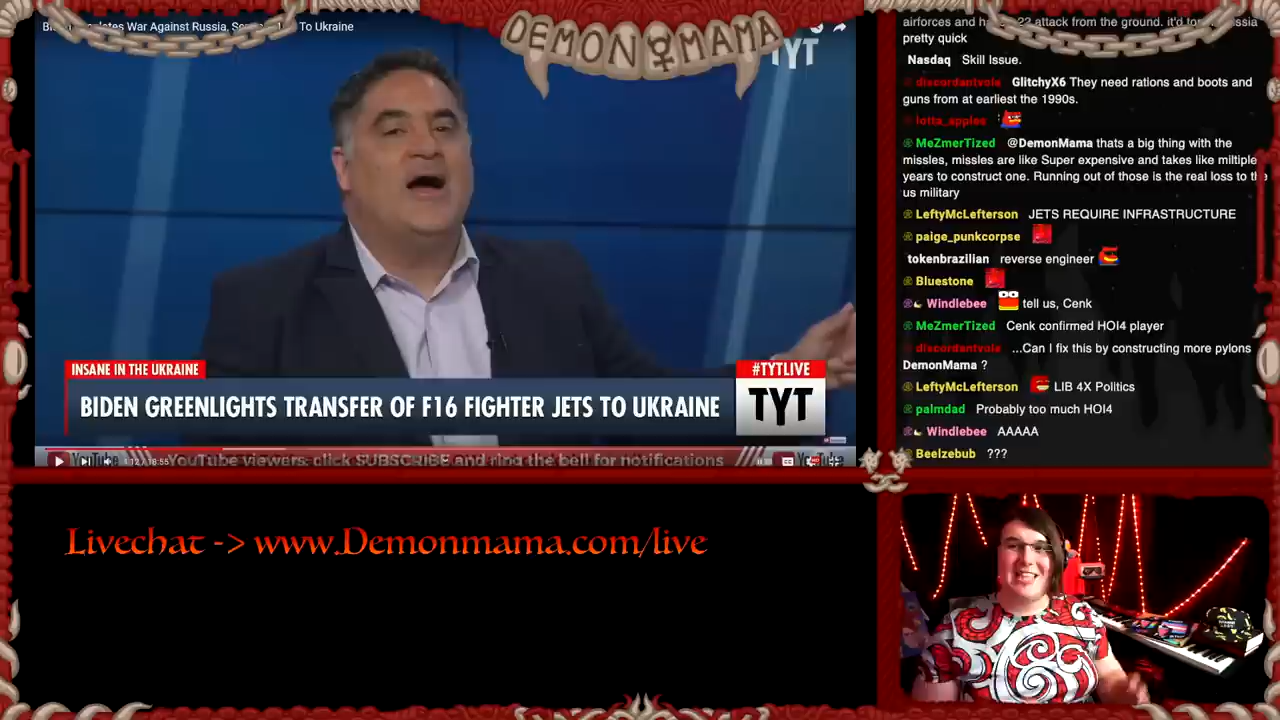 Bi
War Against Russia,
To Ukraine
DEMON MAMA
TYT
INSANE IN THE UKRAINE
#TYTLIVE
BIDEN GREENLIGHTS TRANSFER OF F16 FIGHTER JETS TO UKRAINE
TYT
YouTube viewers, click SUBSCRIBE and ring the bell for notifications
airforces and
22 attack from the ground. it'd
pretty quick
Nasdaq Skill Issue.
discordantvole GlitchyX6 They need rations and boots and
guns from at earliest the 1990s.
lotta_apples
MeZmerTized @DemonMama thats a big thing with the
missles, missles are like Super expensive and takes like miltiple
years to construct one. Running out of those is the real loss to the
us military
LeftyMcLefterson JETS REQUIRE INFRASTRUCTURE
paige_punkcorpse
tokenbrazilian reverse engineer
Bluestone
Windlebee tell us, Cenk
MeZmerTized Cenk confirmed HOI4 player
discordantvole ...Can I fix this by constructing more pylons
DemonMama ?
LeftyMcLefterson LIB 4X Politics
palmdad Probably too much HOI4
Windlebee AAAAA
Beelzebub ???
Livechat -> www.Demonmama.com/live